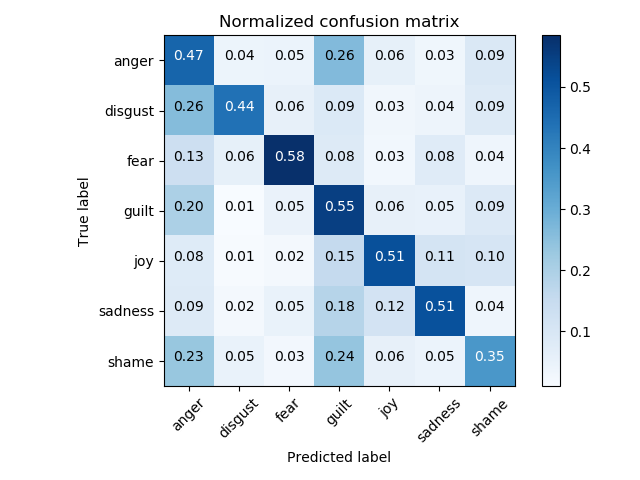 Normalized confusion matrix
True label
anger 0.47 0.04 0.05 0.26 0.06 0.03 0.09
disgust 0.26 0.44 0.06 0.09 0.03 0.04 0.09
fear 0.13 0.06 0.58 0.08 0.03 0.08 0.04
guilt 0.20 0.01 0.05 0.55 0.06 0.05 0.09
joy 0.08 0.01 0.02 0.15 0.51 0.11 0.10
sadness 0.09 0.02 0.05 0.18 0.12 0.51 0.04
shame 0.23 0.05 0.03 0.24 0.06 0.05 0.35
anger disgust fear guilt joy sadness shame
Predicted label
0.5
0.4
0.3
0.2
0.1